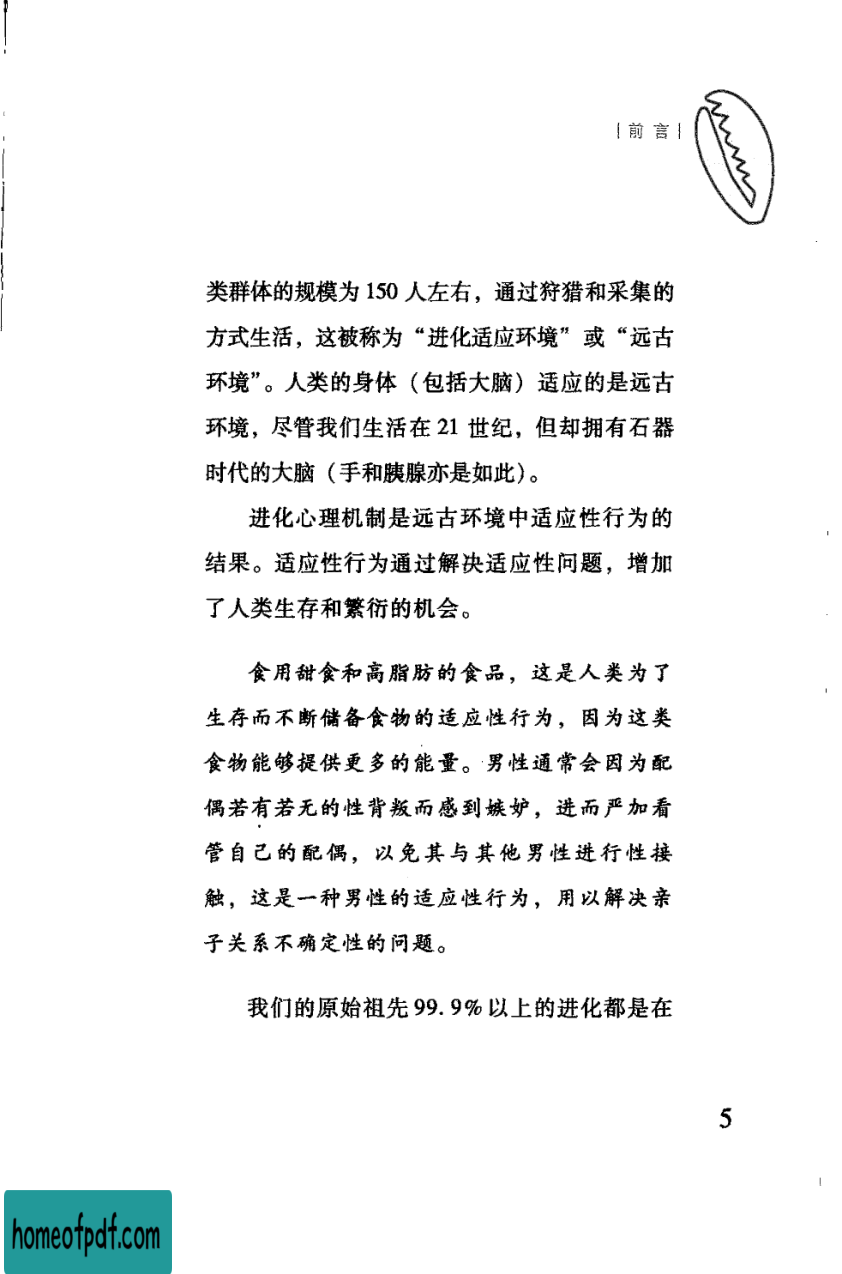 |前 言|
类群体的规模为 150 人左右，通过狩猎和采集的
方式生活，这被称为“进化适应环境”或“远古
环境”。人类的身体（包括大脑）适应的是远古
环境，尽管我们生活在 21 世纪，但却拥有石器
时代的大脑（手和胰腺亦是如此）。
进化心理机制是远古环境中适应性行为的
结果。适应性行为通过解决适应性问题，增加
了人类生存和繁衍的机会。
食用甜食和高脂肪的食品，这是人类为了
生存而不断储备食物的适应性行为，因为这类
食物能够提供更多的能量。男性通常会因为配
偶若有若无的性背叛而感到嫉妒，进而严加看
管自己的配偶，以免其与其他男性进行性接
触，这是一种男性的适应性行为，用以解决亲
子关系不确定性的问题。
我们的原始祖先 99.9% 以上的进化都是在
5
homeofpdf.com